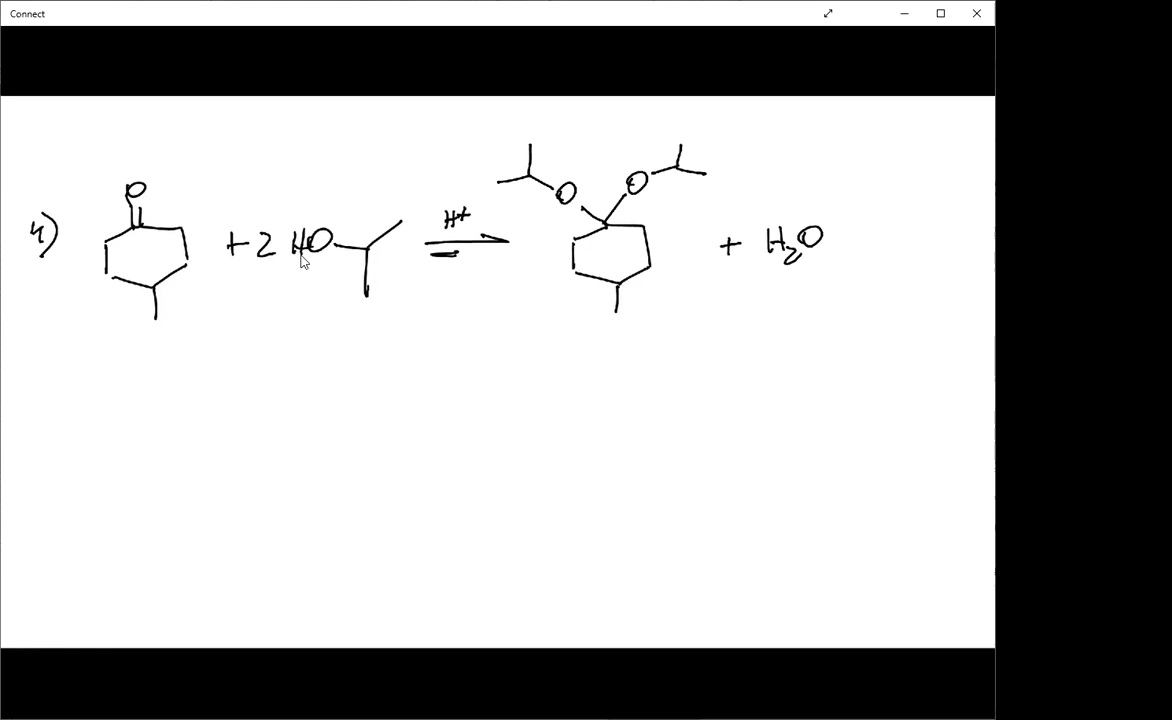 Connect
4)
O
+ 2 HO
H+
O O
+ H₂O